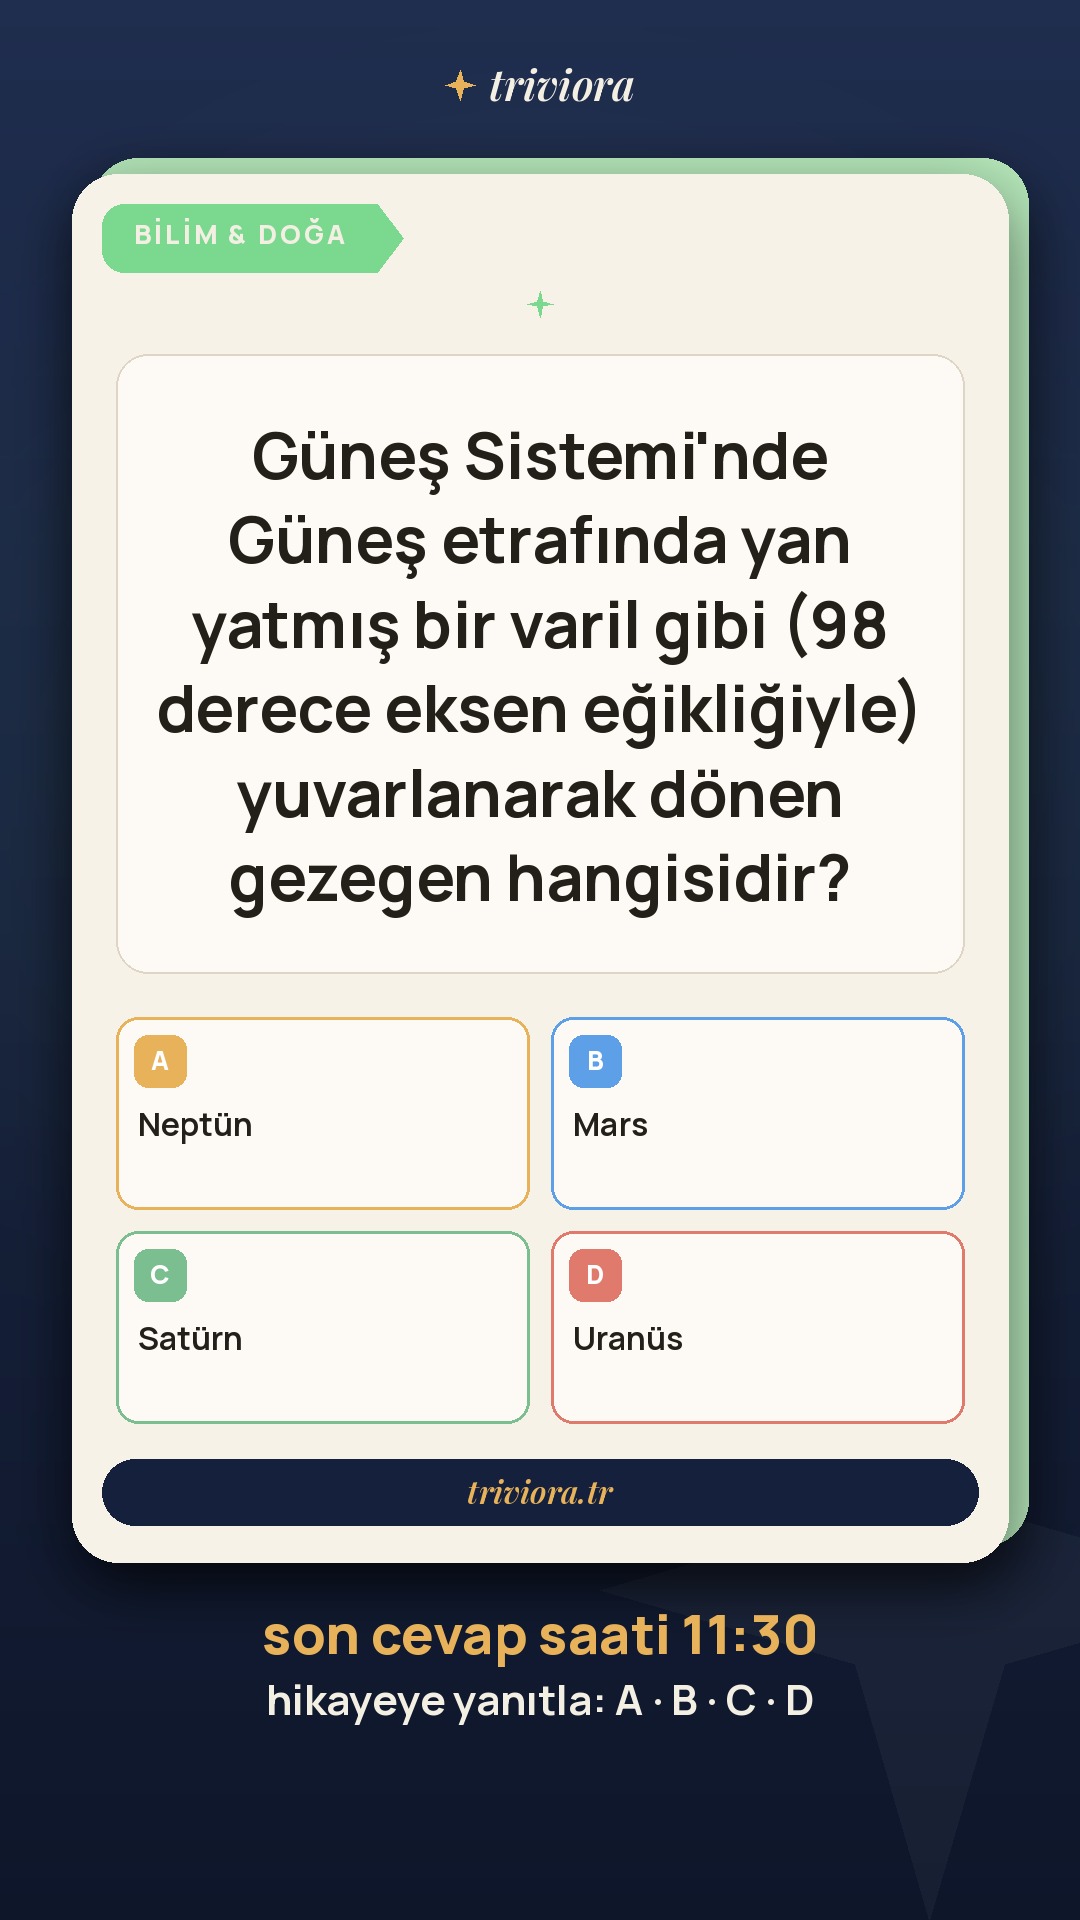 triviora
BİLİM & DOĞA
Güneş Sistemi'nde
Güneş etrafında yan
yatmış bir varil gibi (98
derece eksen eğikliğiyle)
yuvarlanarak dönen
gezegen hangisidir?
A
Neptün
B
Mars
C
Satürn
D
Uranüs
triviora.tr
son cevap saati 11:30
hikayeye yanıtla: A · B · C · D